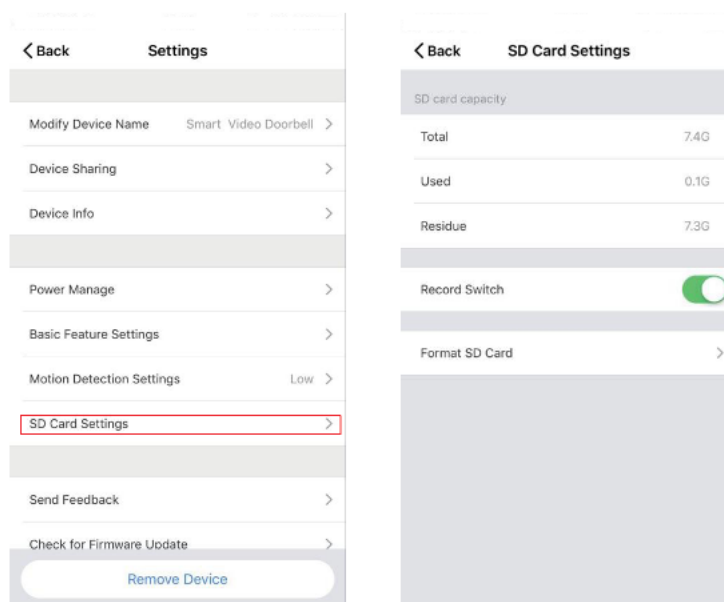 Back
Settings
Modify Device Name Smart Video Doorbell
Device Sharing
Device Info
Power Manage
Basic Feature Settings
Motion Detection Settings Low
SD Card Settings
Send Feedback
Check for Firmware Update
Remove Device
Back
SD Card Settings
SD card capacity
Total 7.4G
Used 0.1G
Residue 7.3G
Record Switch
Format SD Card